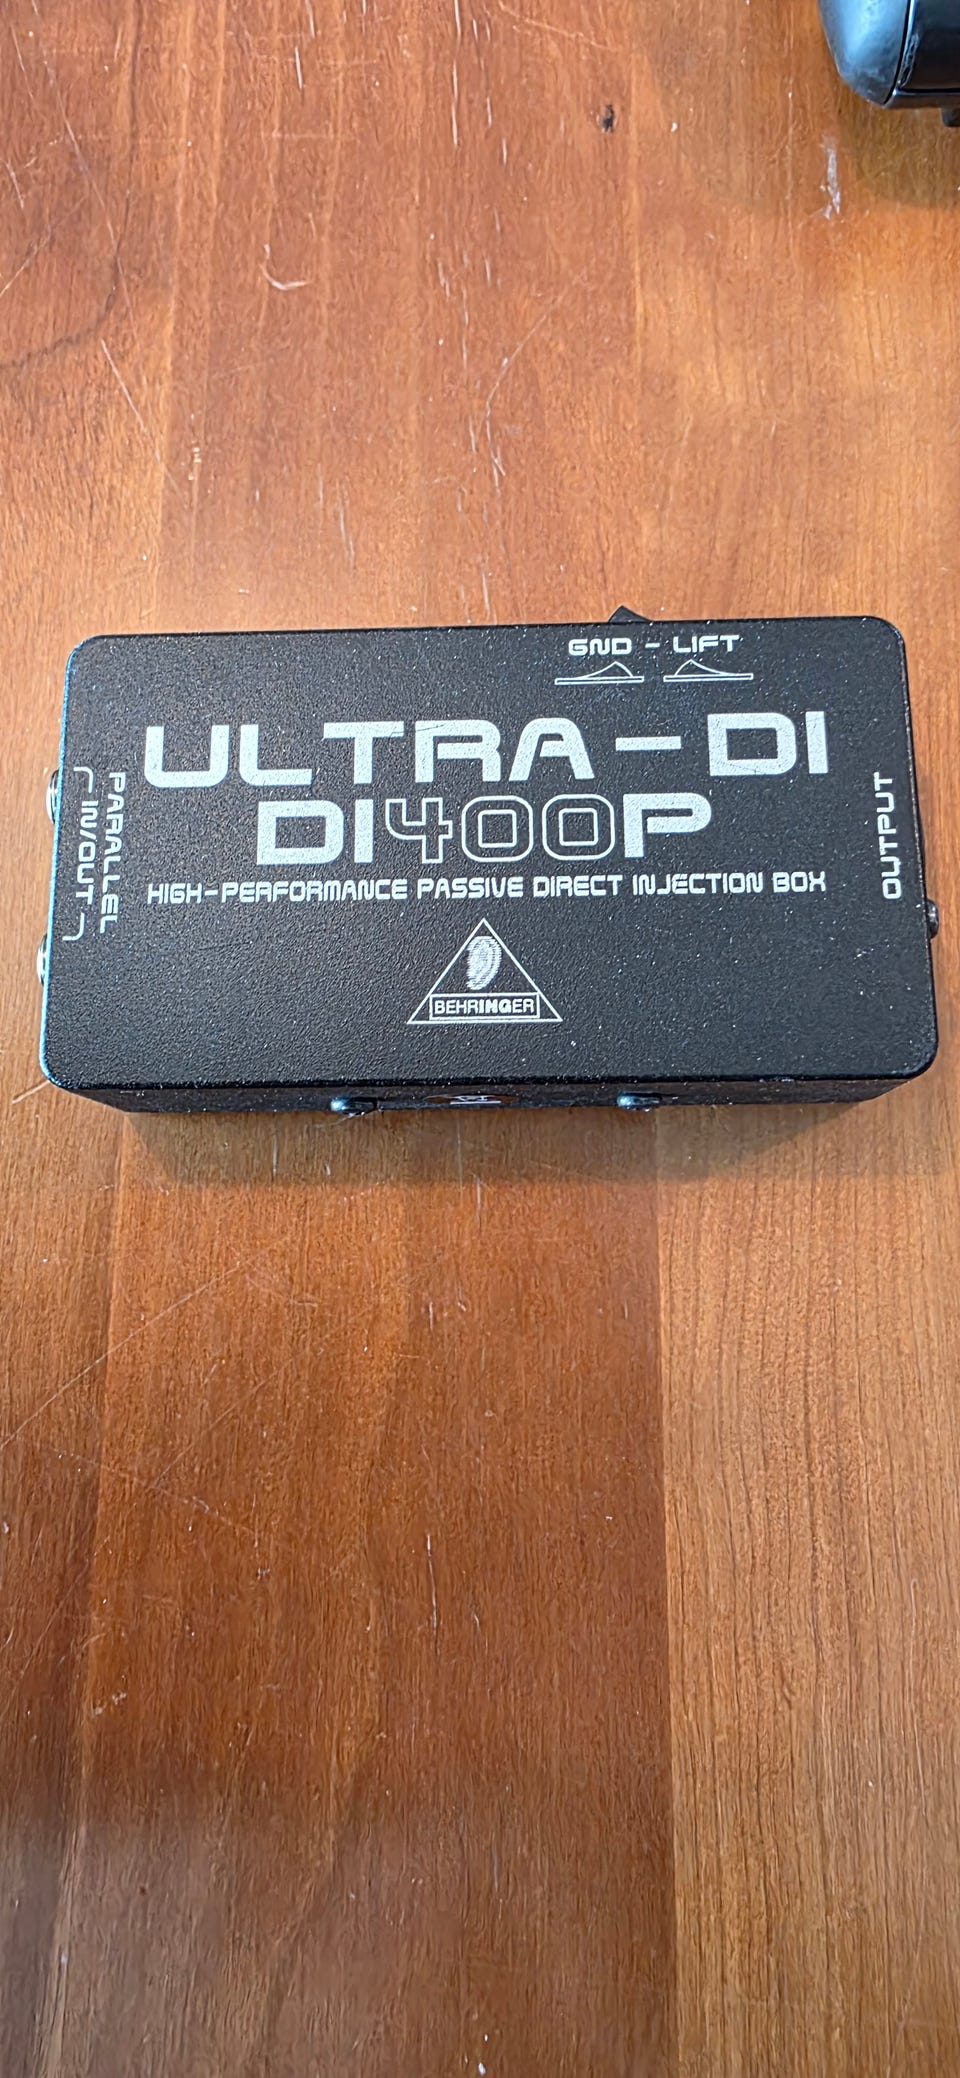 GND - LIFT
ULTRA-DI
DI400P
HIGH-PERFORMANCE PASSIVE DIRECT INJECTION BOX
PARALLEL
IN/OUT
OUTPUT
BEHRINGER